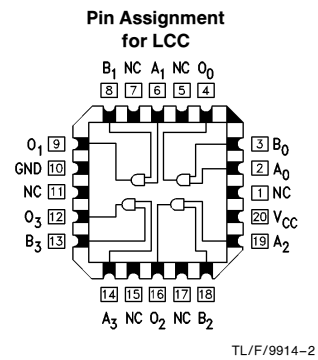 Pin Assignment
for LCC
B1 NC A1 NC O0
8 7 6 5 4
O1 9
3 B0
GND 10
2 A0
NC 11
1 NC
O3 12
20 VCC
B3 13
19 A2
14 15 16 17 18
A3 NC O2 NC B2
TL/F/9914–2